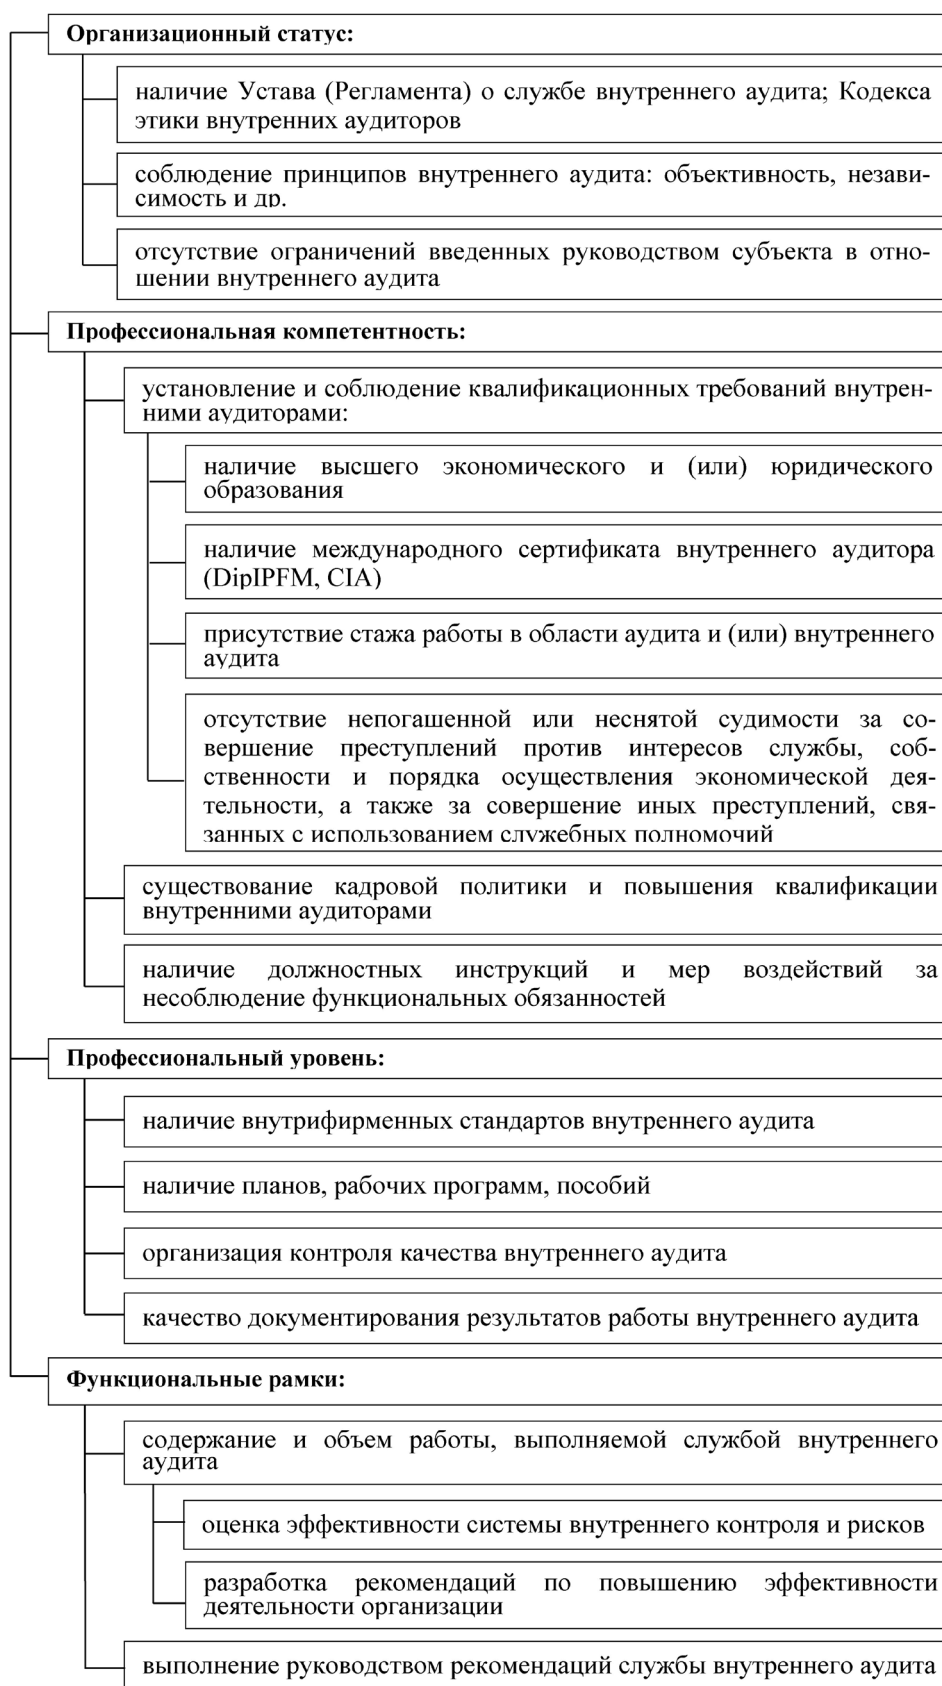 Организационный статус:
наличие Устава (Регламента) о службе внутреннего аудита; Кодекса
этики внутренних аудиторов
соблюдение принципов внутреннего аудита: объективность, незави-
симость и др.
отсутствие ограничений введенных руководством субъекта в отно-
шении внутреннего аудита
Профессиональная компетентность:
установление и соблюдение квалификационных требований внутрен-
ними аудиторами:
наличие высшего экономического и (или) юридического
образования
наличие международного сертификата внутреннего аудитора
(DipIPFM, CIA)
присутствие стажа работы в области аудита и (или) внутреннего
аудита
отсутствие непогашенной или неснятой судимости за со-
вершение преступлений против интересов службы, соб-
ственности и порядка осуществления экономической дея-
тельности, а также за совершение иных преступлений, свя-
занных с использованием служебных полномочий
существование кадровой политики и повышения квалификации
внутренними аудиторами
наличие должностных инструкций и мер воздействий за
несоблюдение функциональных обязанностей
Профессиональный уровень:
наличие внутрифирменных стандартов внутреннего аудита
наличие планов, рабочих программ, пособий
организация контроля качества внутреннего аудита
качество документирования результатов работы внутреннего аудита
Функциональные рамки:
содержание и объем работы, выполняемой службой внутреннего
аудита
оценка эффективности системы внутреннего контроля и рисков
разработка рекомендаций по повышению эффективности
деятельности организации
выполнение руководством рекомендаций службы внутреннего аудита